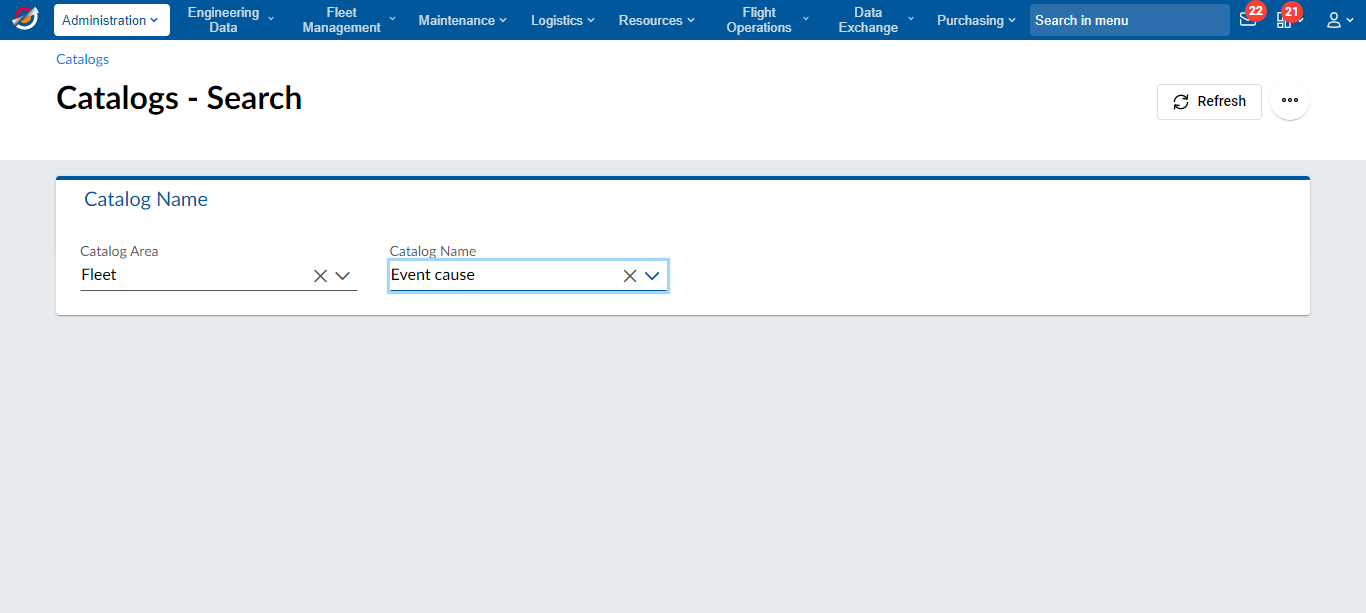 Administration
Engineering
Data
Fleet
Management
Maintenance
Logistics
Resources
Flight
Operations
Data
Exchange
Purchasing
Search in menu
22
21
Catalogs
Catalogs - Search
Refresh
Catalog Name
Catalog Area
Fleet
Catalog Name
Event cause